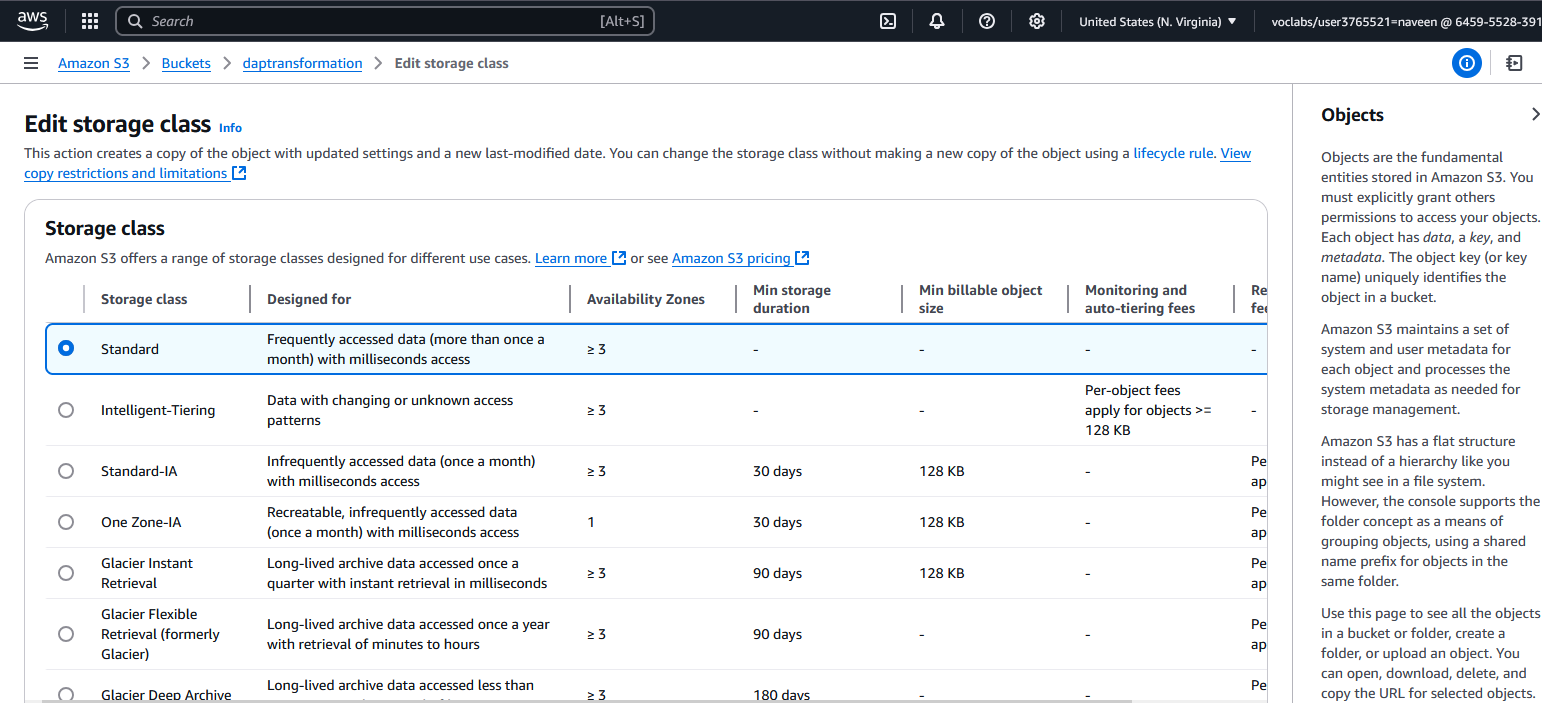 aws
Search [Alt+S]
United States (N. Virginia)
voclabs/user3765521=naveen @ 6459-5528-391
Amazon S3 > Buckets > daptransformation > Edit storage class
Edit storage class Info
This action creates a copy of the object with updated settings and a new last-modified date. You can change the storage class without making a new copy of the object using a lifecycle rule. View
copy restrictions and limitations
Storage class
Amazon S3 offers a range of storage classes designed for different use cases. Learn more or see Amazon S3 pricing
Storage class
Designed for
Availability Zones
Min storage
duration
Min billable object
size
Monitoring and
auto-tiering fees
Standard
Frequently accessed data (more than once a
month) with milliseconds access
≥ 3
-
-
-
-
Intelligent-Tiering
Data with changing or unknown access
patterns
≥ 3
-
-
Per-object fees
apply for objects >=
128 KB
-
Standard-IA
Infrequently accessed data (once a month)
with milliseconds access
≥ 3
30 days
128 KB
-
Pe
ap
One Zone-IA
Recreatable, infrequently accessed data
(once a month) with milliseconds access
1
30 days
128 KB
-
Pe
ap
Glacier Instant
Retrieval
Long-lived archive data accessed once a
quarter with instant retrieval in milliseconds
≥ 3
90 days
128 KB
-
Pe
ap
Glacier Flexible
Retrieval (formerly
Glacier)
Long-lived archive data accessed once a year
with retrieval of minutes to hours
≥ 3
90 days
-
-
Pe
ap
Glacier Deep Archive
Long-lived archive data accessed less than
≥ 3
180 days
-
-
Pe
Objects
Objects are the fundamental
entities stored in Amazon S3. You
must explicitly grant others
permissions to access your objects.
Each object has data, a key, and
metadata. The object key (or key
name) uniquely identifies the
object in a bucket.
Amazon S3 maintains a set of
system and user metadata for
each object and processes the
system metadata as needed for
storage management.
Amazon S3 has a flat structure
instead of a hierarchy like you
might see in a file system.
However, the console supports the
folder concept as a means of
grouping objects, using a shared
name prefix for objects in the
same folder.
Use this page to see all the objects
in a bucket or folder, create a
folder, or upload an object. You
can open, download, delete, and
copy the URL for selected objects.